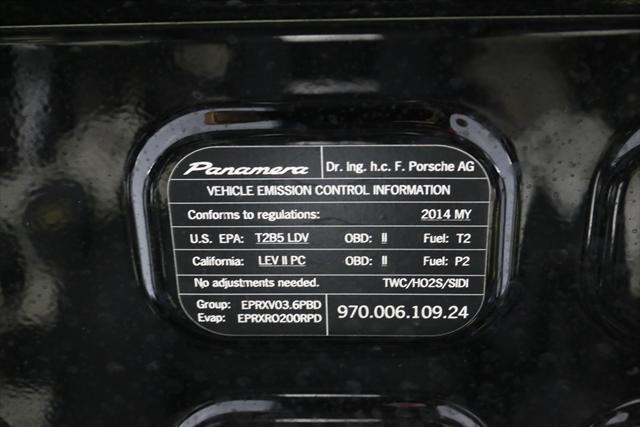 Panamera Dr. Ing. h.c. F. Porsche AG
VEHICLE EMISSION CONTROL INFORMATION
Conforms to regulations: 2014 MY
U.S. EPA: T2B5 LDV OBD: II Fuel: T2
California: LEV II PC OBD: II Fuel: P2
No adjustments needed. TWC/HO2S/SIDI
Group: EPRXV03.6PBD
Evap: EPRXR0200RPD
970.006.109.24